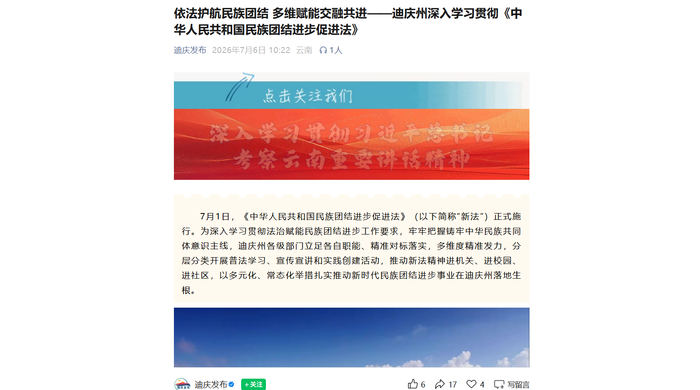 依法护航民族团结 多维赋能交融共进——迪庆州深入学习贯彻《中
华人民共和国民族团结进步促进法》
迪庆发布 2026年7月6日 10:22 云南 1人
点击关注我们
深入学习贯彻习近平总书记
考察云南重要讲话精神
7月1日，《中华人民共和国民族团结进步促进法》（以下简称“新法”）正式施
行。为深入学习贯彻法治赋能民族团结进步工作要求，牢牢把握铸牢中华民族共同
体意识主线，迪庆州各级部门立足各自职能、精准对标落实，多维度精准发力，分
层分类开展普法学习、宣传宣讲和实践创建活动，推动新法精神进机关、进校园、
进社区，以多元化、常态化举措扎实推动新时代民族团结进步事业在迪庆州落地生
根。
迪庆发布 +关注 6 17 4 写留言